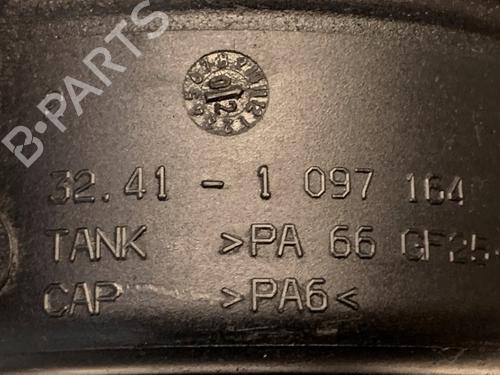 B-PARTS
32.41 - 1 097 164
TANK >PA 66 GF25
CAP >PA6<